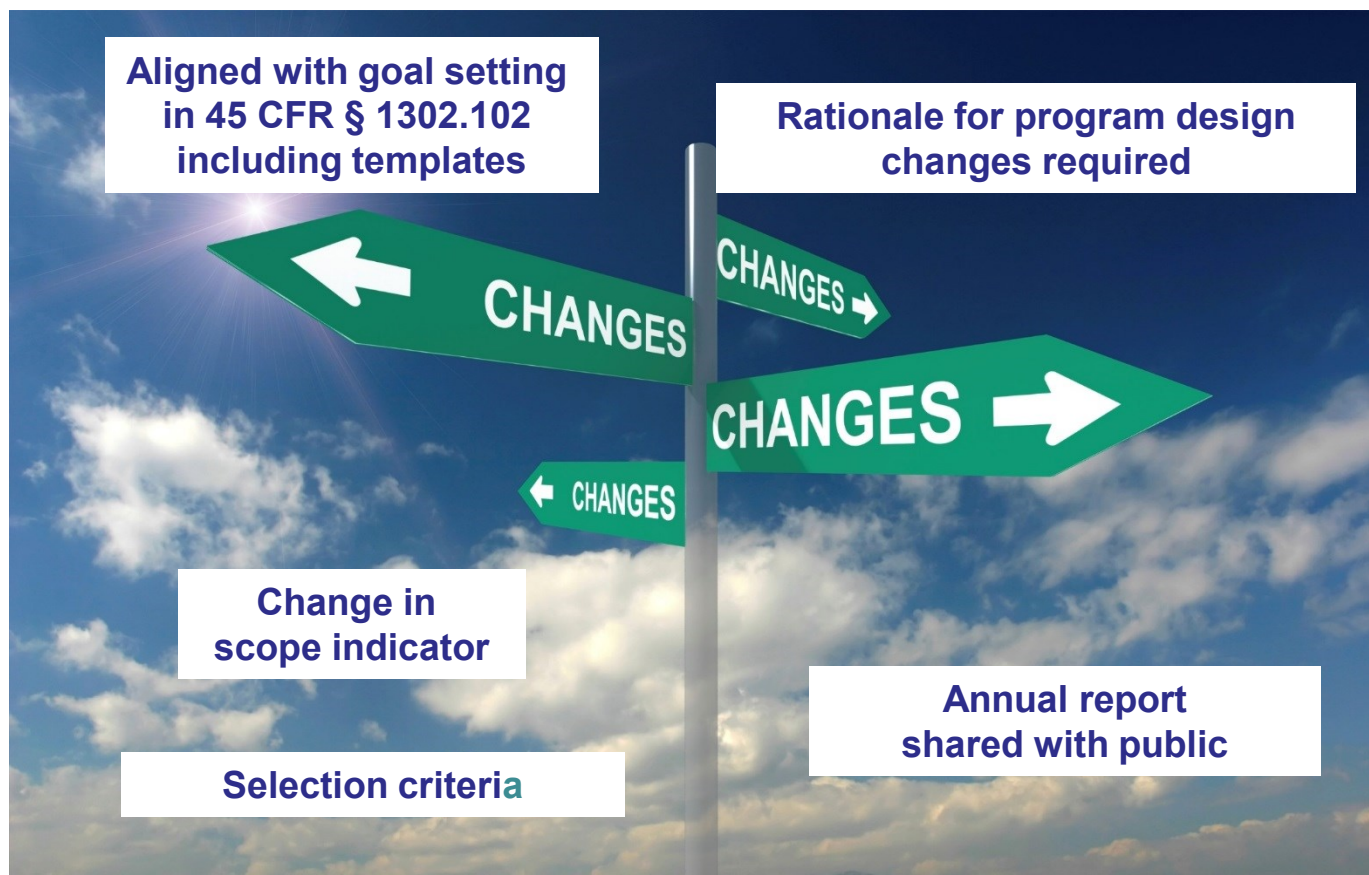 Aligned with goal setting
in 45 CFR § 1302.102
including templates
Rationale for program design
changes required
CHANGES
CHANGES
CHANGES
CHANGES
Change in
scope indicator
Annual report
shared with public
Selection criteria